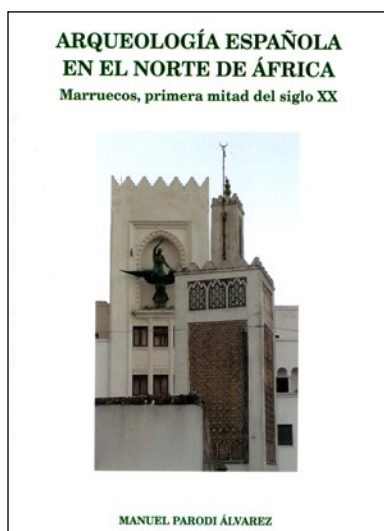 ARQUEOLOGÍA ESPAÑOLA
EN EL NORTE DE ÁFRICA
Marruecos, primera mitad del siglo XX
MANUEL PARODI ÁLVAREZ